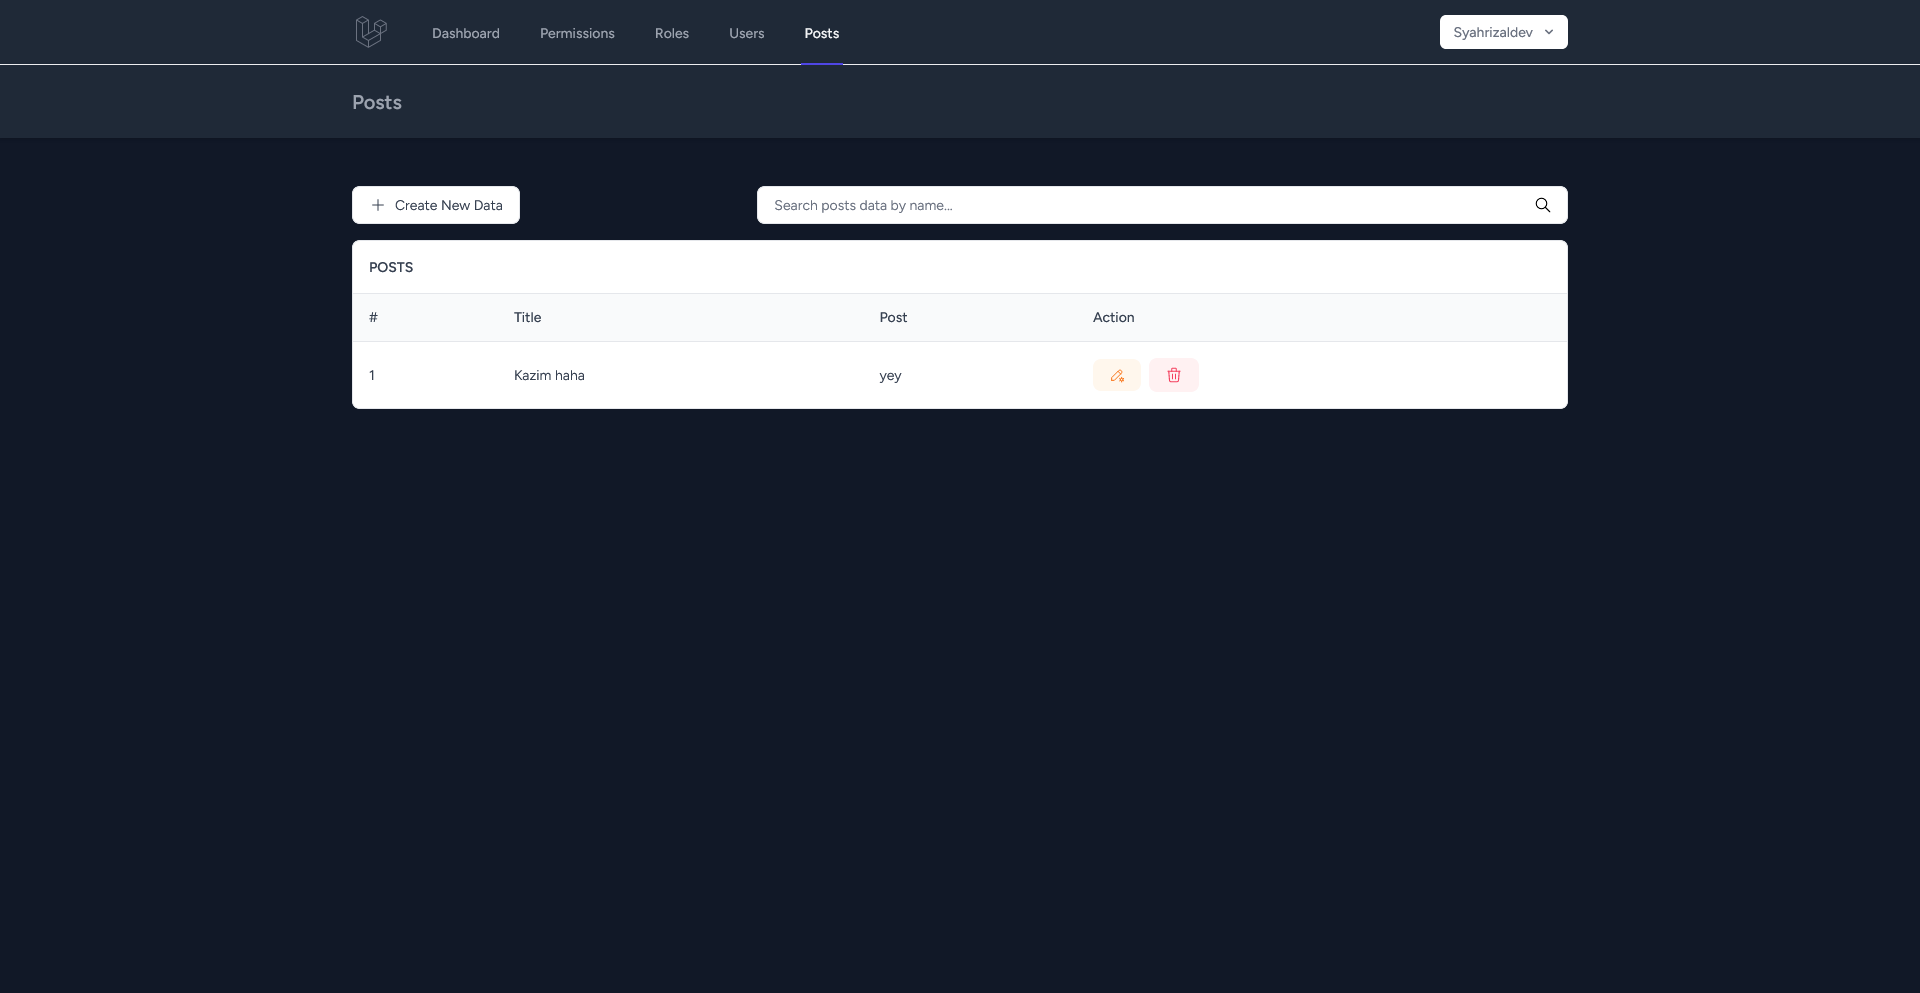 Dashboard Permissions Roles Users Posts Syahrizaldev
Posts
Create New Data Search posts data by name...
POSTS
# Title Post Action
1 Kazim haha yey